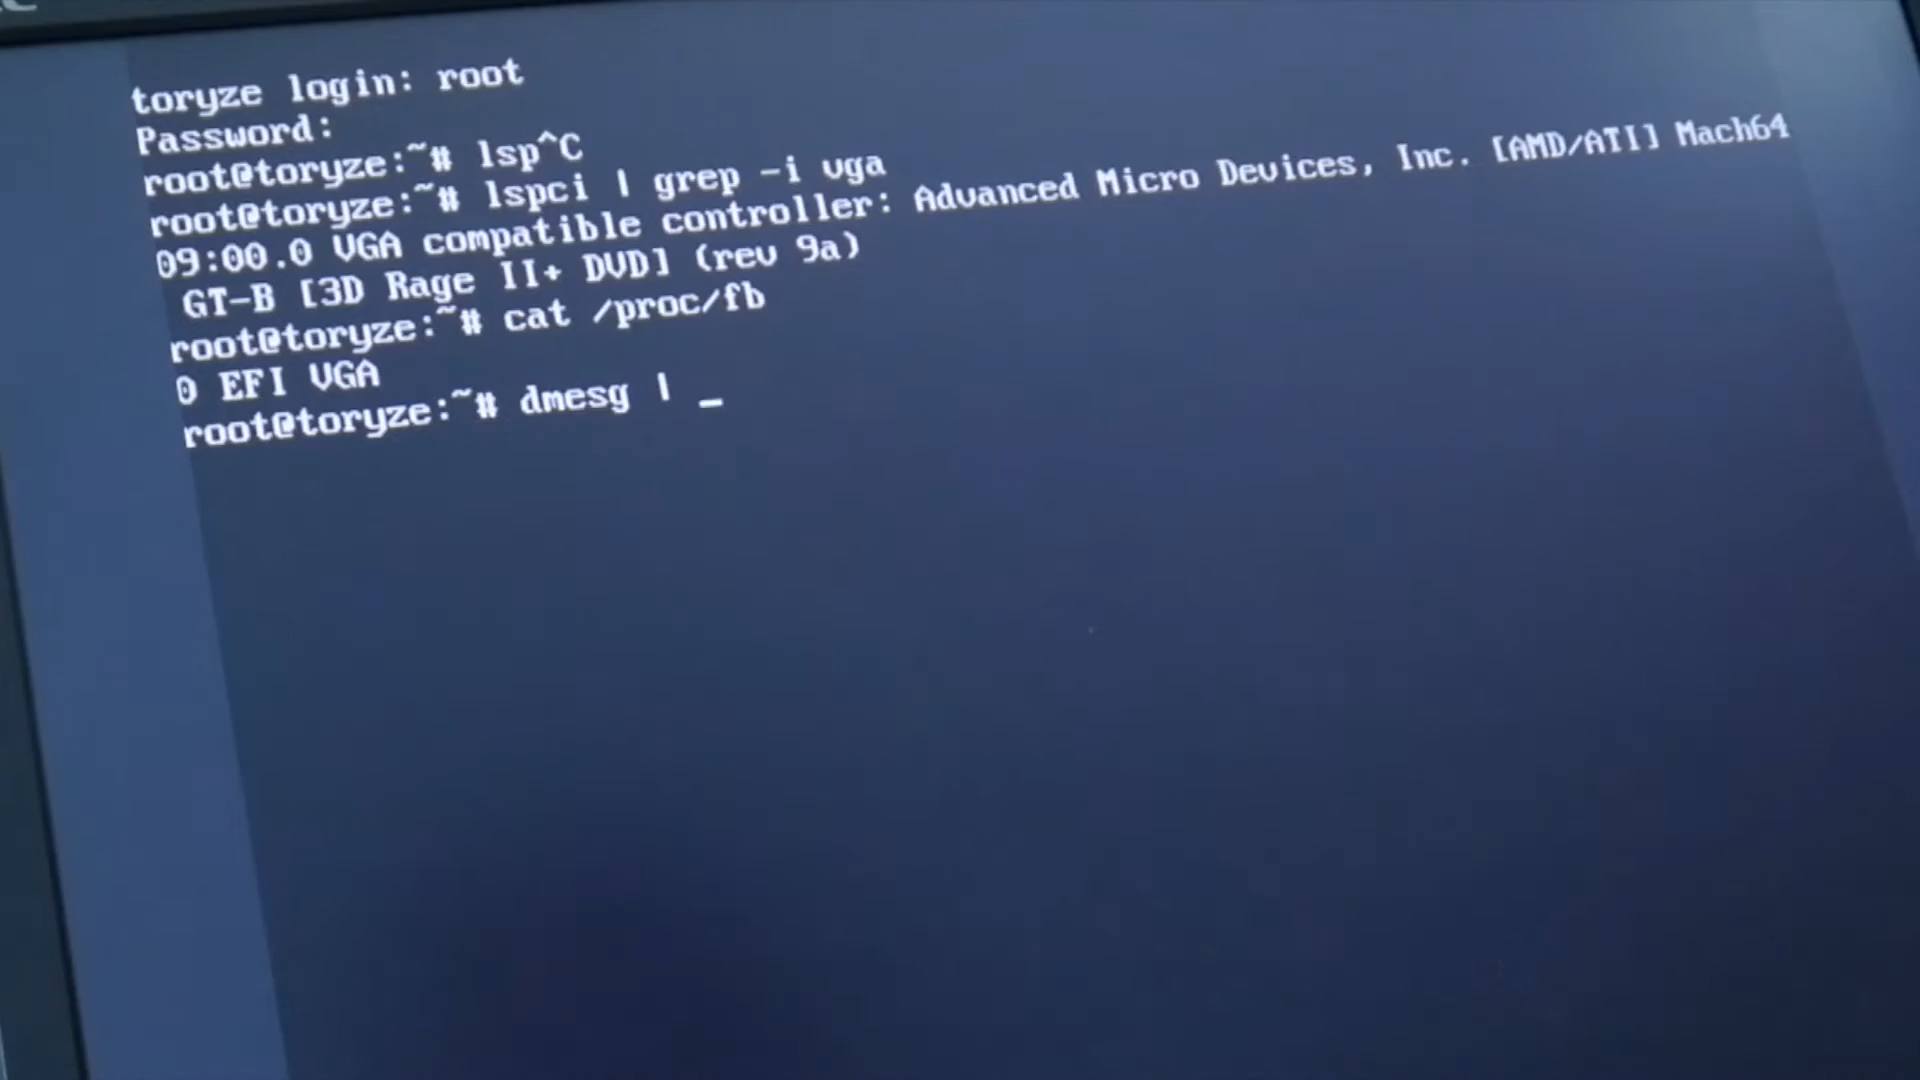 toryze login: root
Password:
root@toryze:~# lsp^C
root@toryze:~# lspci | grep -i vga
09:00.0 VGA compatible controller: Advanced Micro Devices, Inc. [AMD/ATI] Mach64
GT-B [3D Rage II+ DVD] (rev 9a)
root@toryze:~# cat /proc/fb
0 EFI VGA
root@toryze:~# dmesg | _